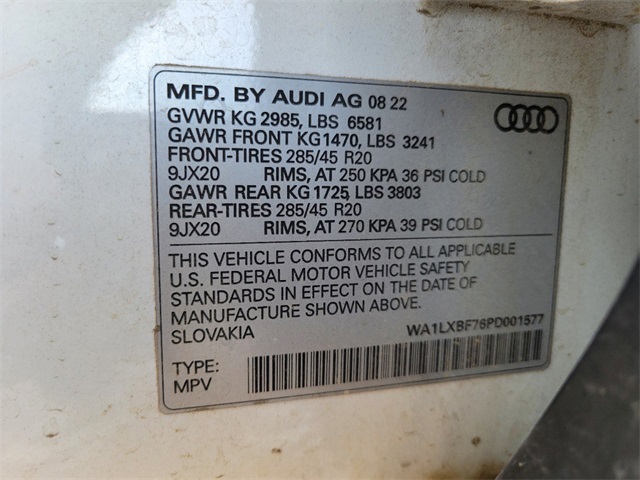 MFD. BY AUDI AG 08 22
GVWR KG 2985, LBS 6581
GAWR FRONT KG1470, LBS 3241
FRONT-TIRES 285/45 R20
9JX20 RIMS, AT 250 KPA 36 PSI COLD
GAWR REAR KG 1725, LBS 3803
REAR-TIRES 285/45 R20
9JX20 RIMS, AT 270 KPA 39 PSI COLD
THIS VEHICLE CONFORMS TO ALL APPLICABLE
U.S. FEDERAL MOTOR VEHICLE SAFETY
STANDARDS IN EFFECT ON THE DATE OF
MANUFACTURE SHOWN ABOVE.
SLOVAKIA WA1LXBF76PD001577
TYPE:
MPV